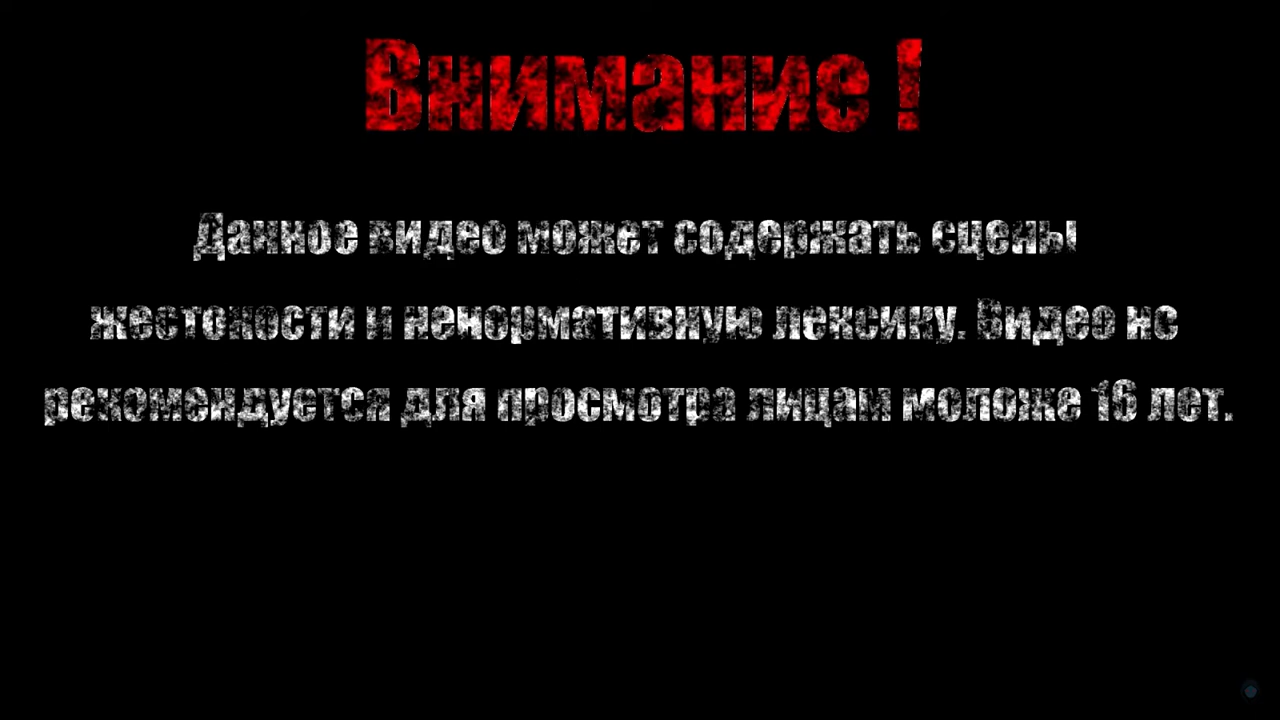 Внимание !
Данное видео может содержать сцены
жестокости и ненормативную лексику. Видео не
рекомендуется для просмотра лицам моложе 16 лет.